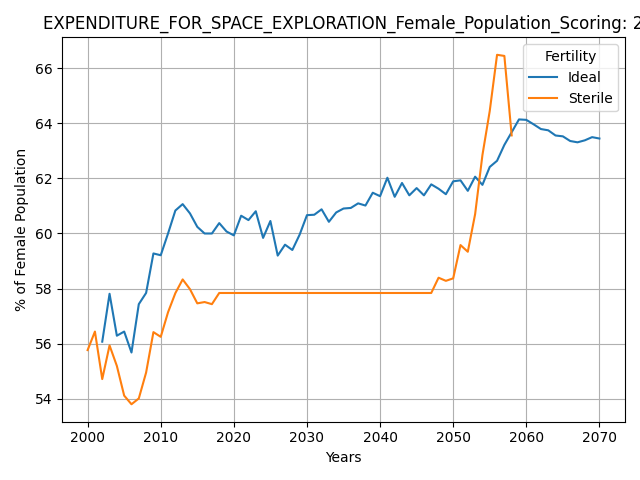 EXPENDITURE_FOR_SPACE_EXPLORATION_Female_Population_Scoring: 2
Fertility
Ideal
Sterile
% of Female Population
66
64
62
60
58
56
54
2000 2010 2020 2030 2040 2050 2060 2070
Years